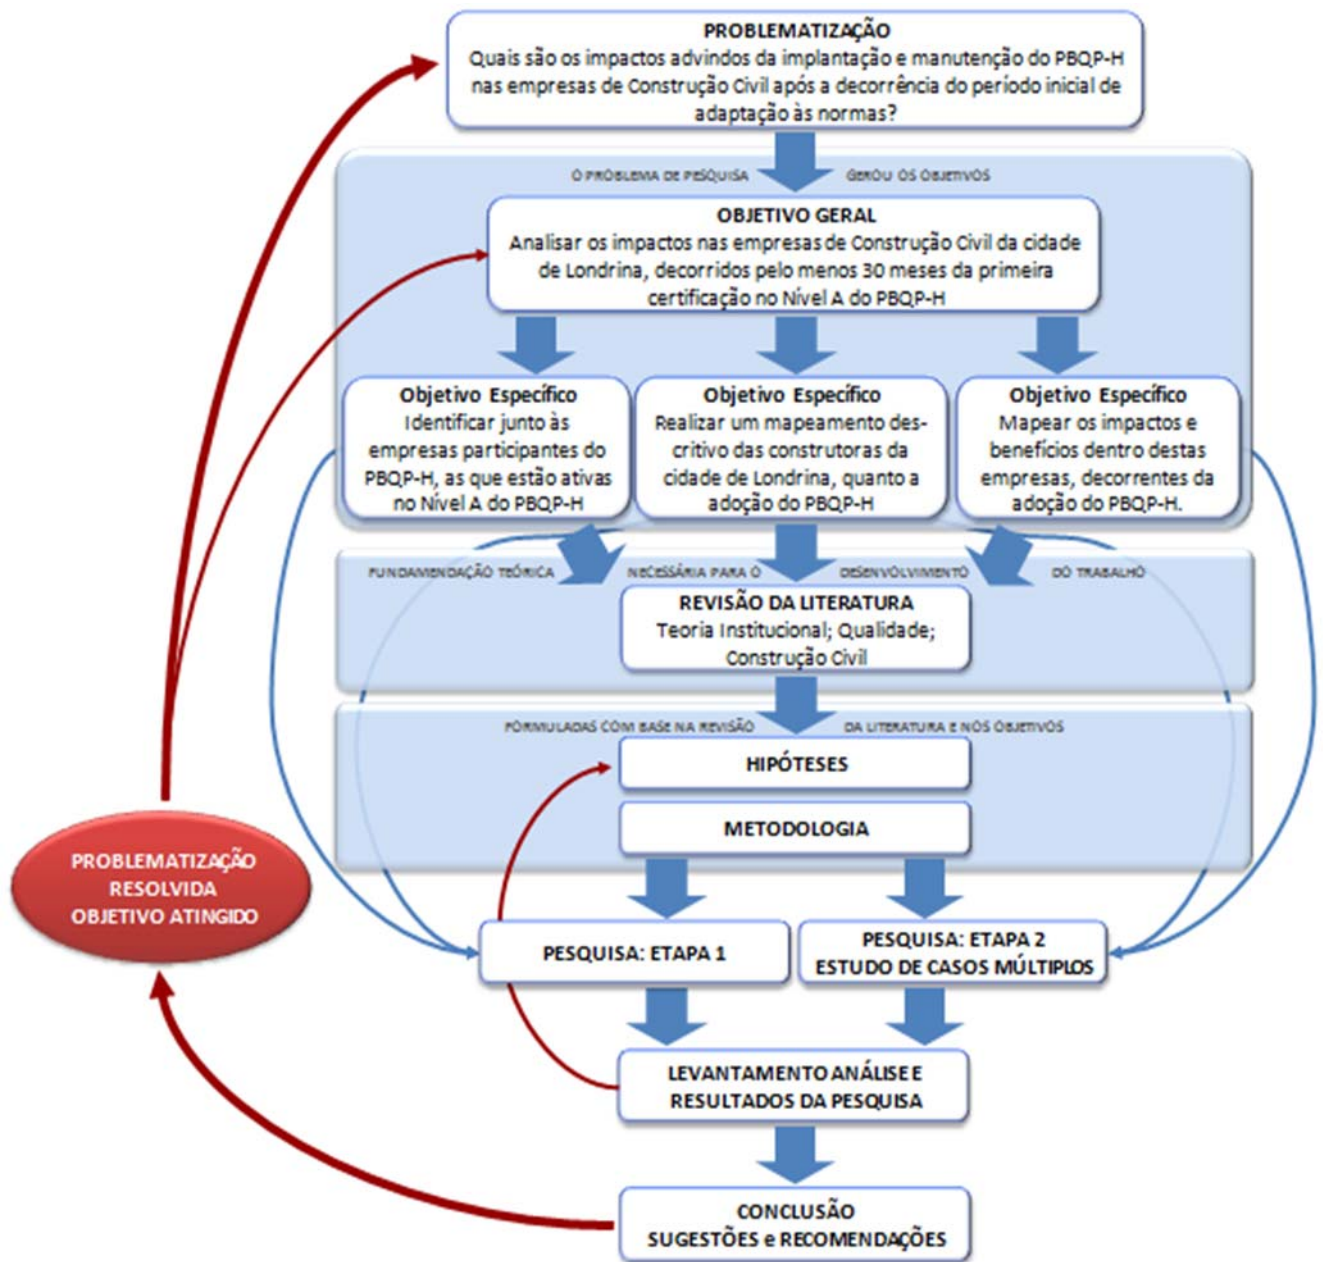 PROBLEMATIZAÇÃO
Quais são os impactos advindos da implantação e manutenção do PBQP-H
nas empresas de Construção Civil após a decorrência do período inicial de
adaptação às normas?
O PROBLEMA DE PESQUISA GEROU OS OBJETIVOS
OBJETIVO GERAL
Analisar os impactos nas empresas de Construção Civil da cidade
de Londrina, decorridos pelo menos 30 meses da primeira
certificação no Nível A do PBQP-H
Objetivo Específico
Identificar junto às
empresas participantes do
PBQP-H, as que estão ativas
no Nível A do PBQP-H
Objetivo Específico
Realizar um mapeamento des-
critivo das construtoras da
cidade de Londrina, quanto a
adoção do PBQP-H
Objetivo Específico
Mapear os impactos e
benefícios dentro destas
empresas, decorrentes da
adoção do PBQP-H.
FUNDAMENTAÇÃO TEÓRICA NECESSÁRIA PARA O DESENVOLVIMENTO DO TRABALHO
REVISÃO DA LITERATURA
Teoria Institucional; Qualidade;
Construção Civil
FORMULADAS COM BASE NA REVISÃO DA LITERATURA E NOS OBJETIVOS
HIPÓTESES
METODOLOGIA
PROBLEMATIZAÇÃO
RESOLVIDA
OBJETIVO ATINGIDO
PESQUISA: ETAPA 1
PESQUISA: ETAPA 2
ESTUDO DE CASOS MÚLTIPLOS
LEVANTAMENTO ANÁLISE E
RESULTADOS DA PESQUISA
CONCLUSÃO
SUGESTÕES e RECOMENDAÇÕES